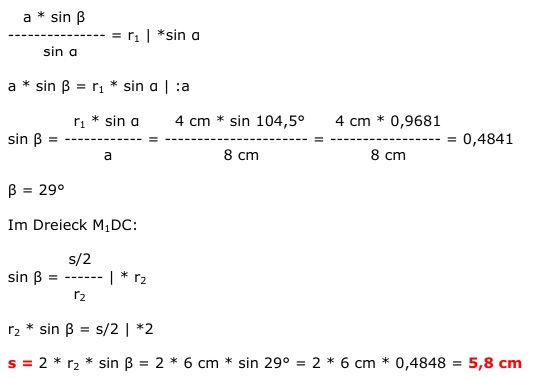 a * sin β
--------------- = r₁ | *sin α
sin α
a * sin β = r₁ * sin α | :a
r₁ * sin α 4 cm * sin 104,5° 4 cm * 0,9681
sin β = ------------ = ---------------------- = ----------------- = 0,4841
a 8 cm 8 cm
β = 29°
Im Dreieck M₁DC:
s/2
sin β = ------ | * r₂
r₂
r₂ * sin β = s/2 | *2
s = 2 * r₂ * sin β = 2 * 6 cm * sin 29° = 2 * 6 cm * 0,4848 = 5,8 cm